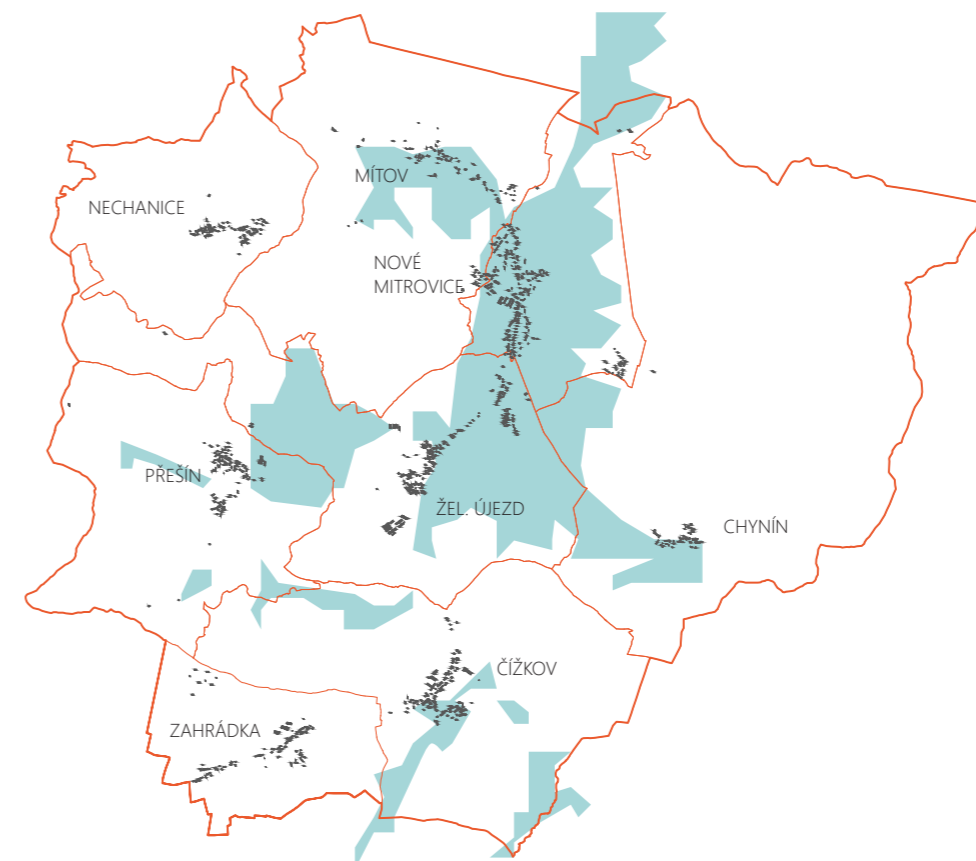 MÍTOV
NECHANICE
NOVÉ
MITROVICE
PŘEŠÍN
ŽEL. ÚJEZD
CHYNÍN
ČÍŽKOV
ZAHRÁDKA